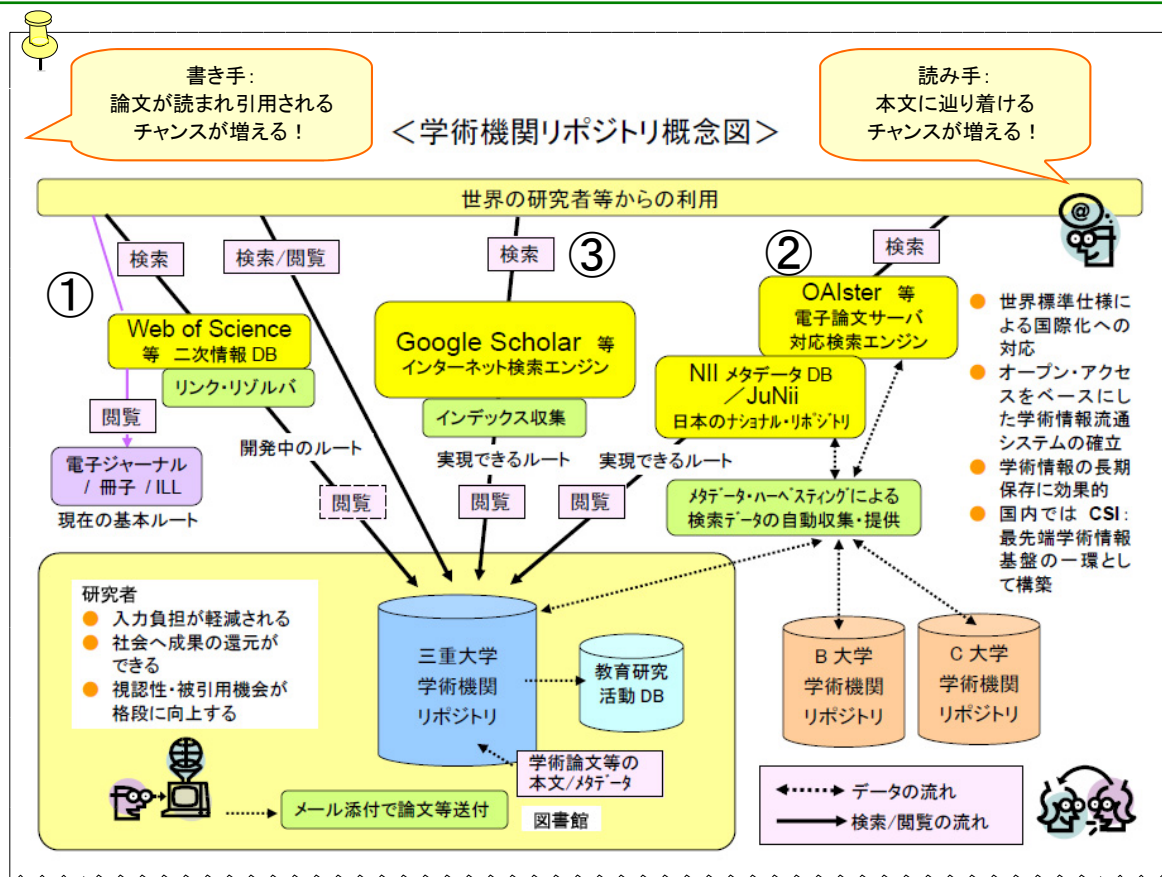 書き手：
論文が読まれ引用される
チャンスが増える！
読み手：
本文に辿り着ける
チャンスが増える！
＜学術機関リポジトリ概念図＞
世界の研究者等からの利用
検索
検索/閲覧
検索
検索
①
③
②
Web of Science
等 二次情報 DB
リンク・リゾルバ
閲覧
電子ジャーナル
/ 冊子 / ILL
現在の基本ルート
開発中のルート
閲覧
Google Scholar 等
インターネット検索エンジン
インデックス収集
実現できるルート
閲覧
OAIster 等
電子論文サーバ
対応検索エンジン
NII メタデータ DB
／JuNii
日本のナショナル・リポジトリ
実現できるルート
閲覧
メタデータ・ハーベスティングによる
検索データの自動収集・提供
● 世界標準仕様に
よる国際化への
対応
● オープン・アクセ
スをベースにし
た学術情報流通
システムの確立
● 学術情報の長期
保存に効果的
● 国内では CSI：
最先端学術情報
基盤の一環とし
て構築
研究者
● 入力負担が軽減される
● 社会へ成果の還元が
できる
● 視認性・被引用機会が
格段に向上する
三重大学
学術機関
リポジトリ
教育研究
活動 DB
学術論文等の
本文/メタデータ
メール添付で論文等送付
図書館
B 大学
学術機関
リポジトリ
C 大学
学術機関
リポジトリ
データの流れ
検索/閲覧の流れ
@